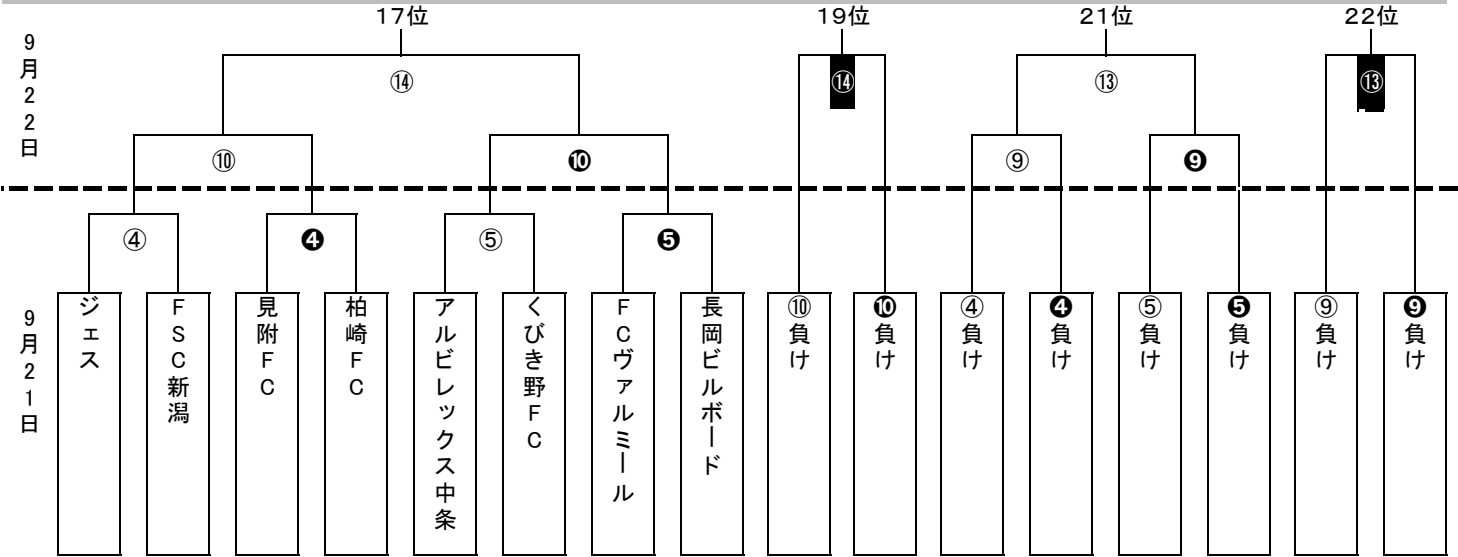 17位
19位
21位
22位
9月22日
⑭
⑭
⑬
⑬
⑩
❿
⑨
❾
④
❹
⑤
❺
9月21日
ジェス
FSC新潟
見附FC
柏崎FC
アルビレックス中条
くびき野FC
FCヴァルミール
長岡ビルボード
⑩負け
❿負け
④負け
❹負け
⑤負け
❺負け
⑨負け
❾負け